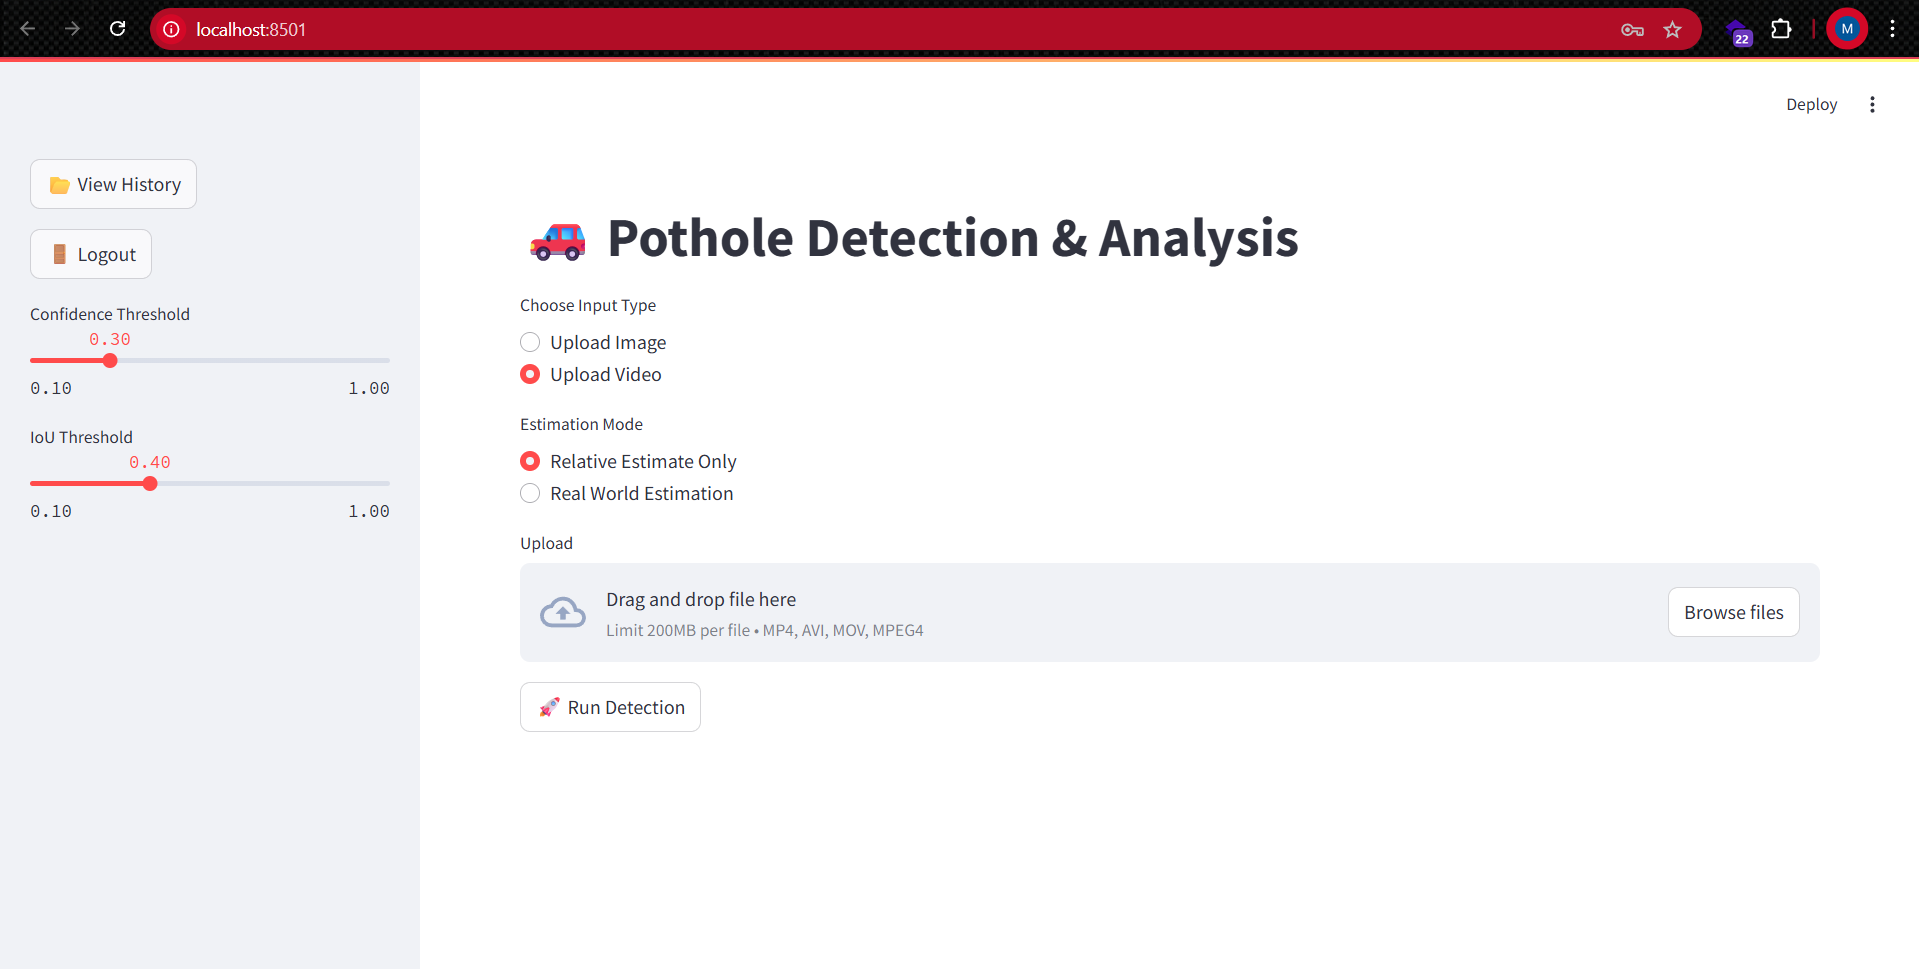 localhost:8501
22
M
Deploy
View History
Logout
Confidence Threshold
0.30
0.10 1.00
IoU Threshold
0.40
0.10 1.00
Pothole Detection & Analysis
Choose Input Type
Upload Image
Upload Video
Estimation Mode
Relative Estimate Only
Real World Estimation
Upload
Drag and drop file here
Limit 200MB per file • MP4, AVI, MOV, MPEG4
Browse files
Run Detection